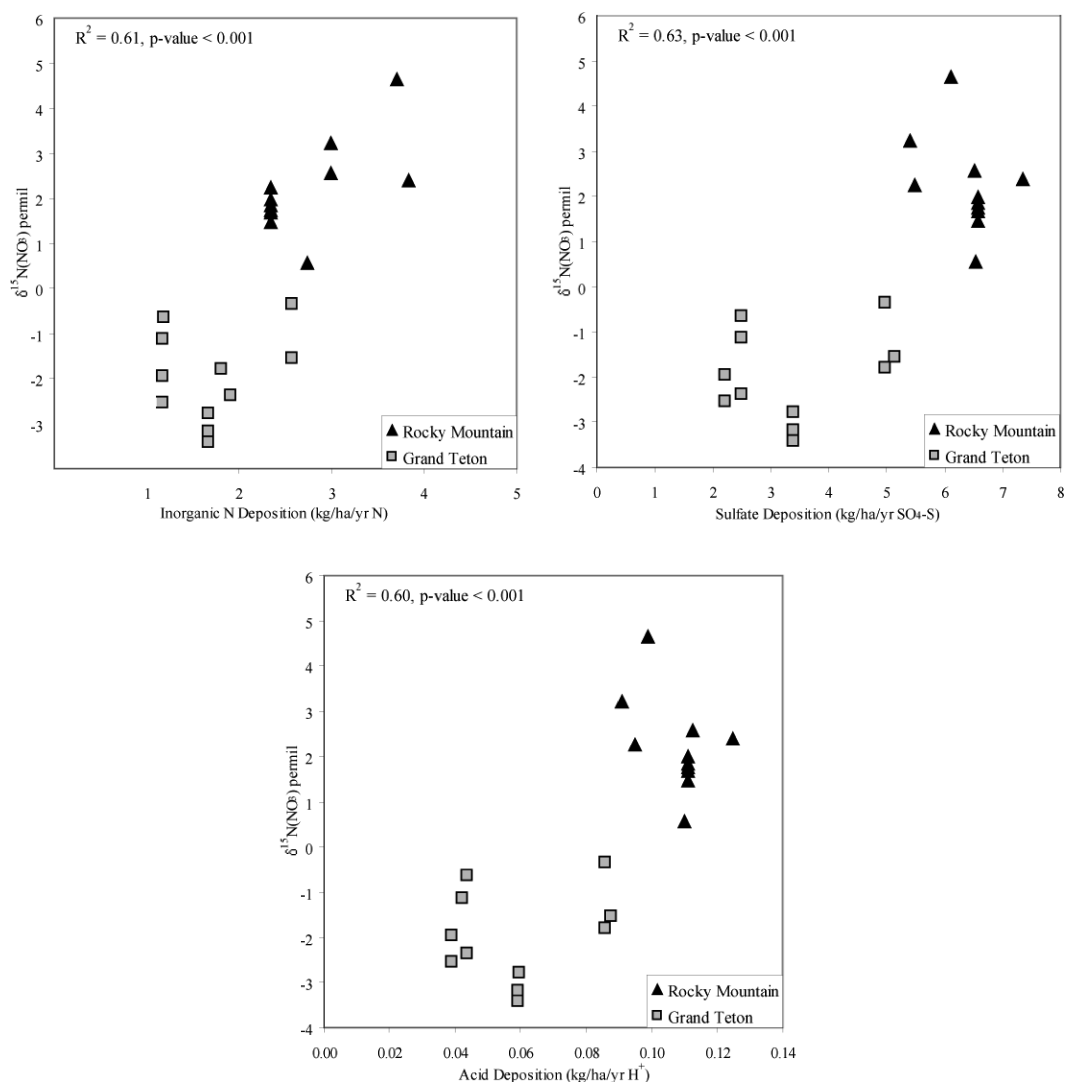 R² = 0.61, p-value < 0.001
6
5
4
3
2
1
0
-1
-2
-3
δ¹⁵N(NO₃) permil
▲ Rocky Mountain
Grand Teton
1 2 3 4 5
Inorganic N Deposition (kg/ha/yr N)
R² = 0.63, p-value < 0.001
6
5
4
3
2
1
0
-1
-2
-3
-4
δ¹⁵N(NO³) permil
▲ Rocky Mountain
Grand Teton
0 1 2 3 4 5 6 7 8
Sulfate Deposition (kg/ha/yr SO₄-S)
R² = 0.60, p-value < 0.001
6
5
4
3
2
1
0
-1
-2
-3
-4
δ¹⁵N(NO³) permil
▲ Rocky Mountain
Grand Teton
0.00 0.02 0.04 0.06 0.08 0.10 0.12 0.14
Acid Deposition (kg/ha/yr H⁺)